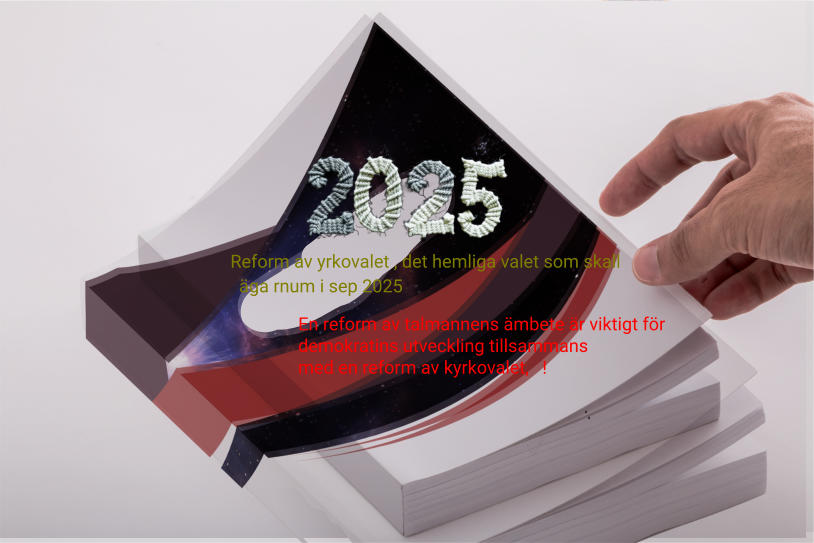 2025
Reform av yrkovalet , det hemliga valet som skall
äga rnum i sep 2025
En reform av talmannens ämbete är viktigt för
demokratins utveckling tillsammans
med en reform av kyrkovalet, !